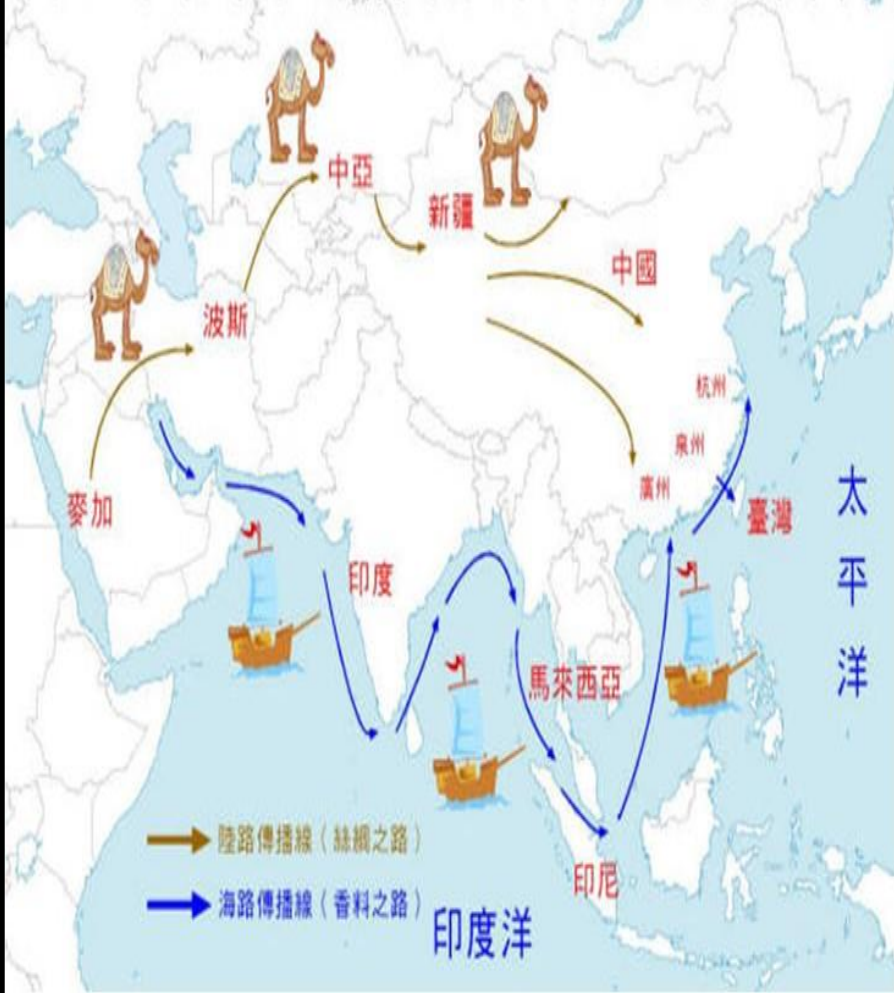 中亞
新疆
中國
波斯
杭州
泉州
廣州
麥加
臺灣
太平洋
印度
馬來西亞
陸路傳播線（絲綢之路）
印尼
海路傳播線（香料之路）
印度洋